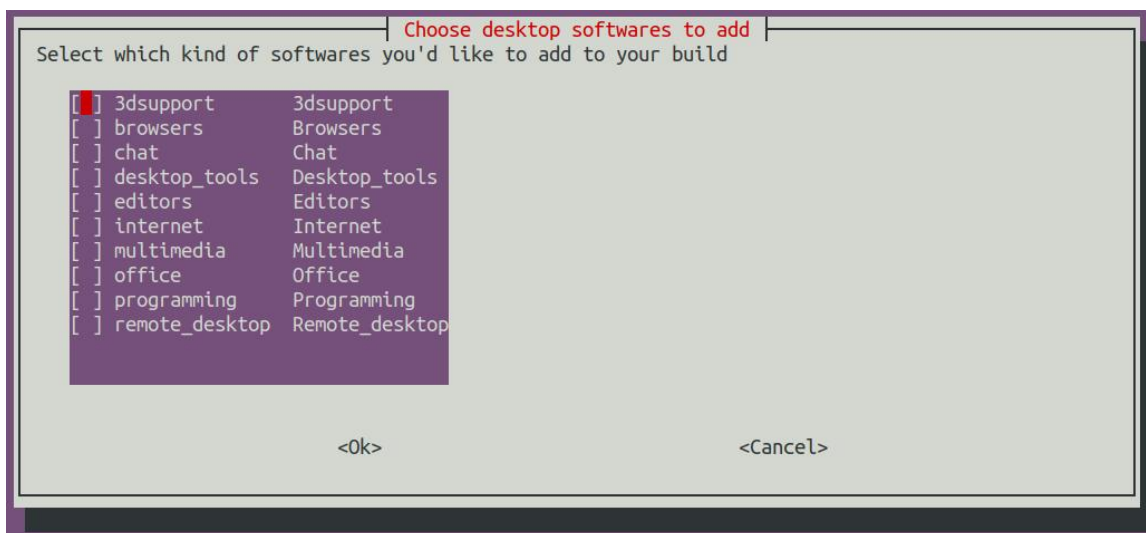 Choose desktop softwares to add
Select which kind of softwares you'd like to add to your build
[ ] 3dsupport 3dsupport
[ ] browsers Browsers
[ ] chat Chat
[ ] desktop_tools Desktop_tools
[ ] editors Editors
[ ] internet Internet
[ ] multimedia Multimedia
[ ] office Office
[ ] programming Programming
[ ] remote_desktop Remote_desktop
<Ok> <Cancel>